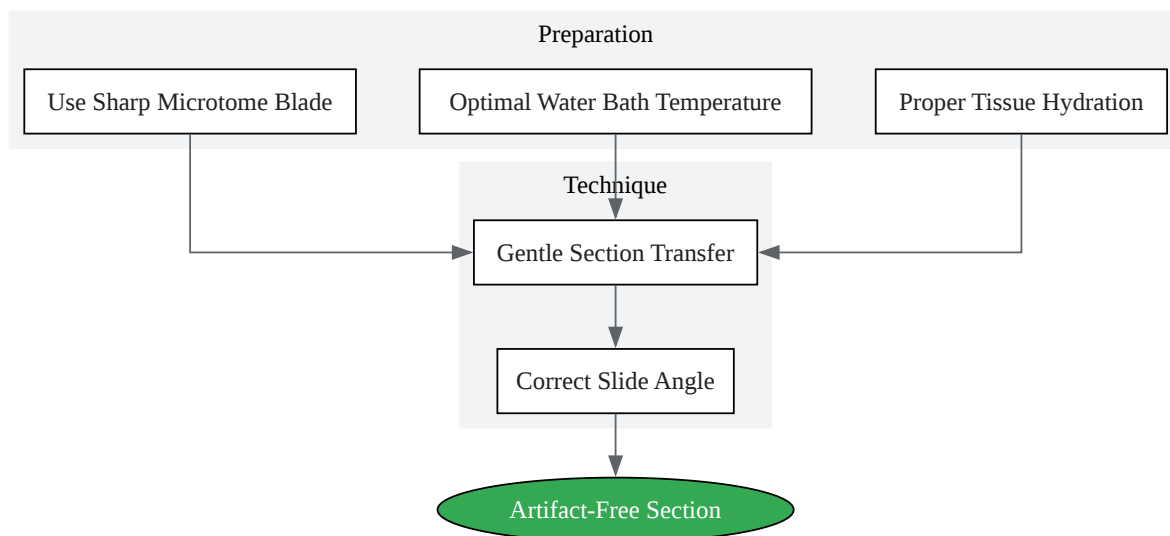 Preparation
Use Sharp Microtome Blade
Optimal Water Bath Temperature
Proper Tissue Hydration
Technique
Gentle Section Transfer
Correct Slide Angle
Artifact-Free Section